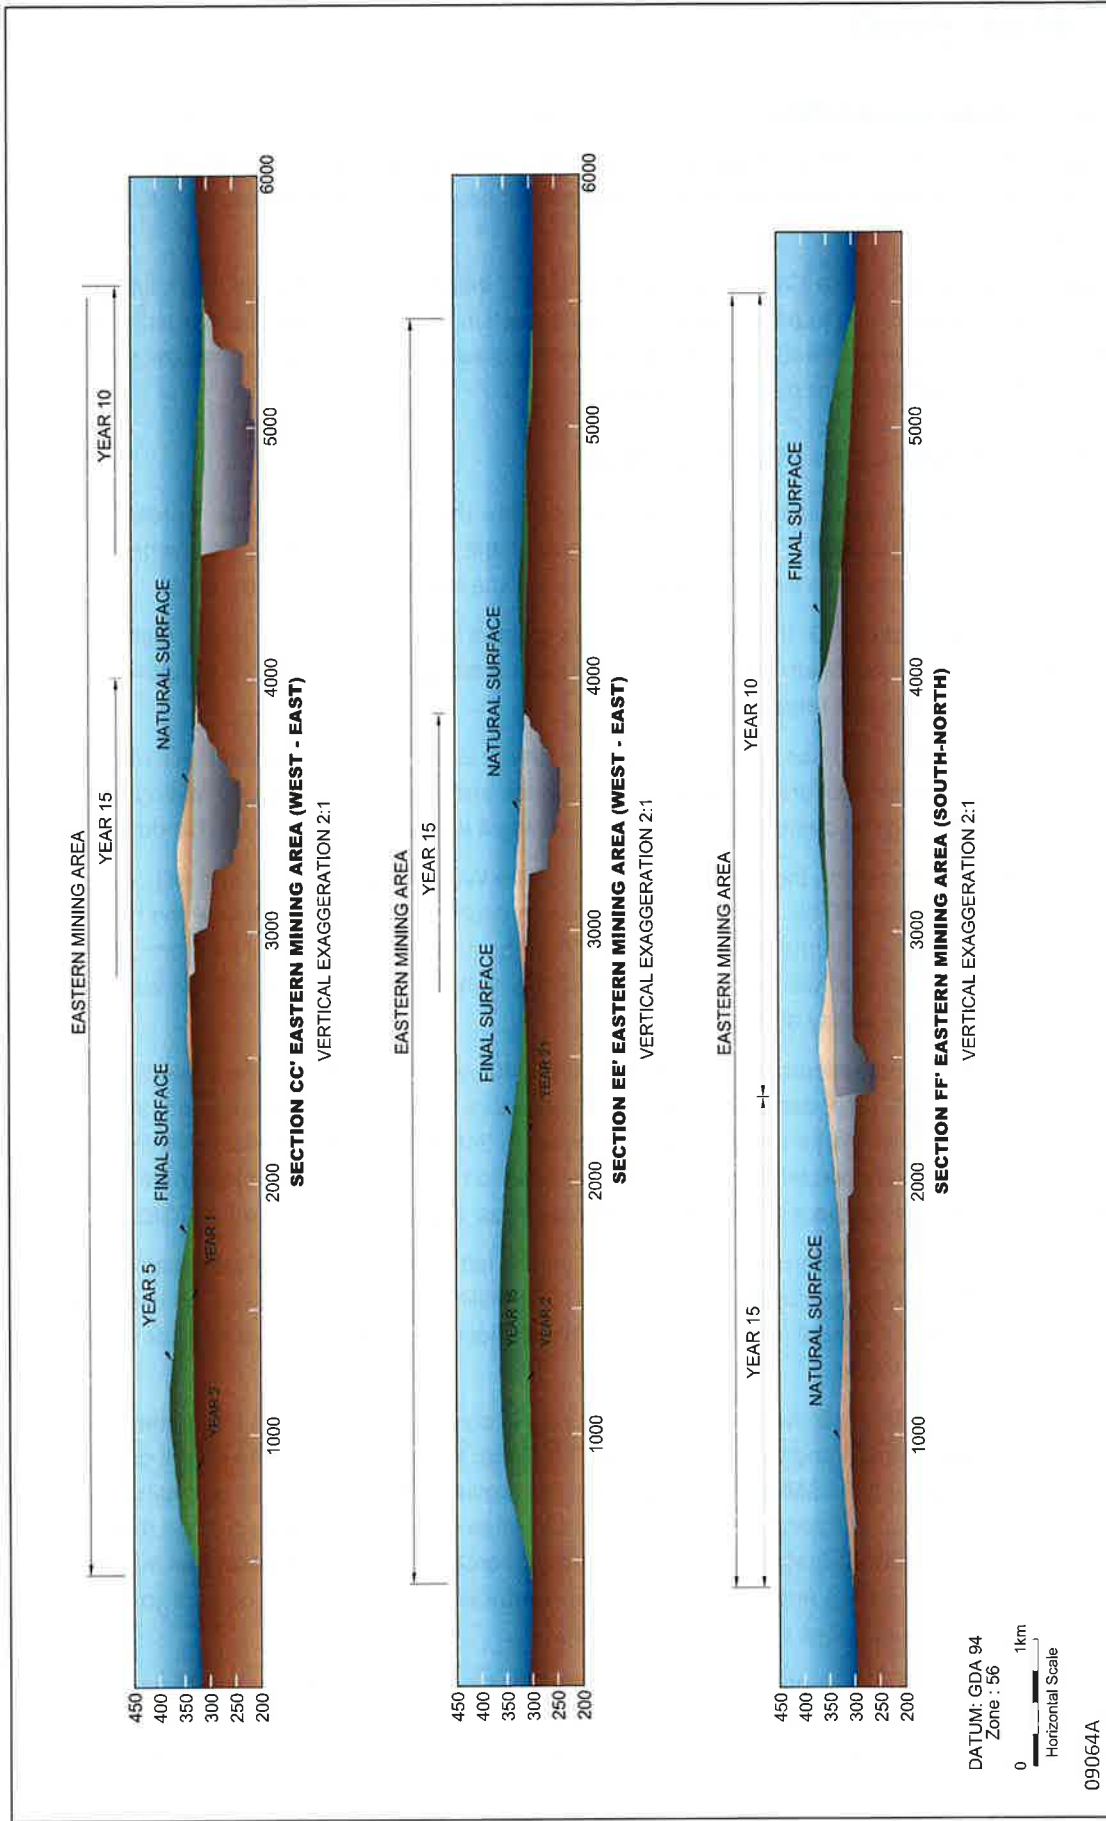 EASTERN MINING AREA
YEAR 15
YEAR 10
YEAR 5
FINAL SURFACE
NATURAL SURFACE
YEAR 2
YEAR 1
450
400
350
300
250
200
1000
2000
3000
4000
5000
6000
SECTION CC' EASTERN MINING AREA (WEST - EAST)
VERTICAL EXAGGERATION 2:1
EASTERN MINING AREA
YEAR 15
FINAL SURFACE
NATURAL SURFACE
YEAR 15
YEAR 2
YEAR 21
450
400
350
300
250
200
1000
2000
3000
4000
5000
6000
SECTION EE' EASTERN MINING AREA (WEST - EAST)
VERTICAL EXAGGERATION 2:1
EASTERN MINING AREA
YEAR 15
YEAR 10
NATURAL SURFACE
FINAL SURFACE
450
400
350
300
250
200
1000
2000
3000
4000
5000
SECTION FF' EASTERN MINING AREA (SOUTH-NORTH)
VERTICAL EXAGGERATION 2:1
DATUM: GDA 94
Zone : 56
0 1km
Horizontal Scale
09064A